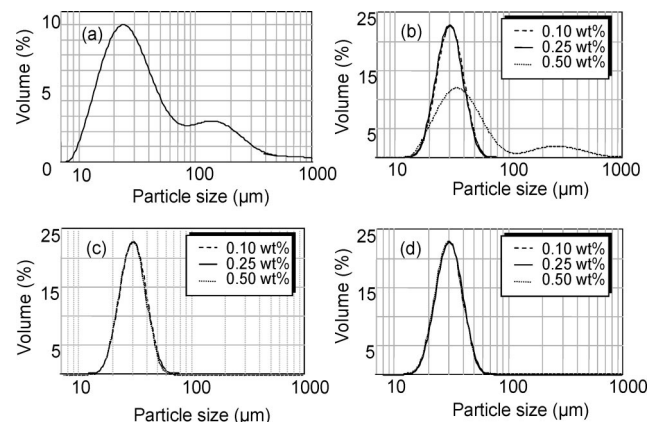 (a)
Volume (%)
10
5
0
10
100
1000
Particle size (µm)
(b)
Volume (%)
25
15
5
0.10 wt%
0.25 wt%
0.50 wt%
10
100
1000
Particle size (µm)
(c)
Volume (%)
25
15
5
0.10 wt%
0.25 wt%
0.50 wt%
10
100
1000
Particle size (µm)
(d)
Volume (%)
25
15
5
0.10 wt%
0.25 wt%
0.50 wt%
10
100
1000
Particle size (µm)